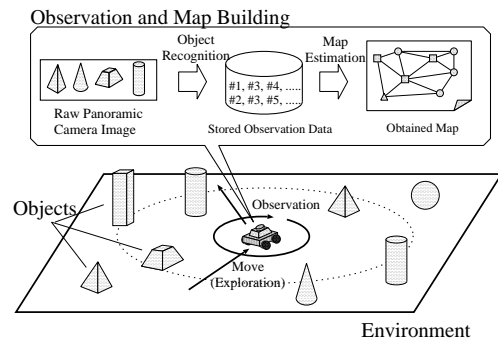 Observation and Map Building
Object
Recognition
Map
Estimation
#1, #3, #4, .....
#2, #3, #5, .....
Raw Panoramic
Camera Image
Stored Observation Data
Obtained Map
Objects
Observation
Move
(Exploration)
Environment